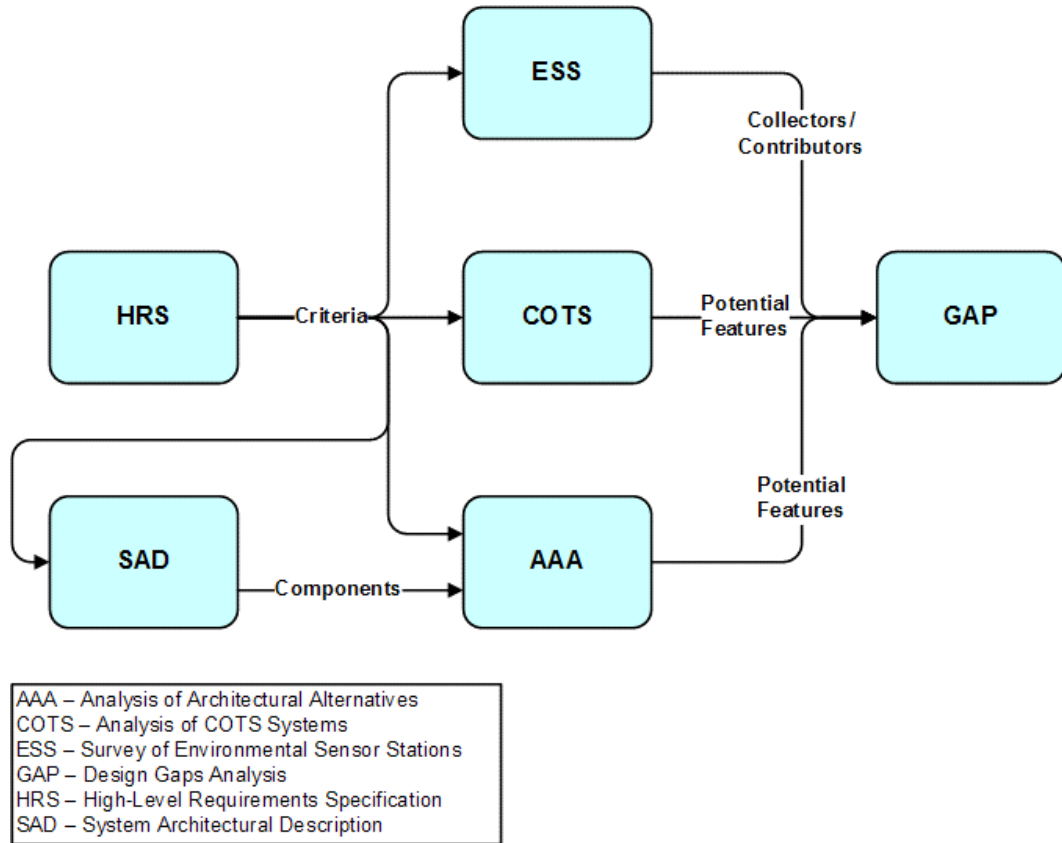 ESS
Collectors/
Contributors
HRS
Criteria
COTS
Potential
Features
GAP
Potential
Features
SAD
Components
AAA
AAA – Analysis of Architectural Alternatives
COTS – Analysis of COTS Systems
ESS – Survey of Environmental Sensor Stations
GAP – Design Gaps Analysis
HRS – High-Level Requirements Specification
SAD – System Architectural Description